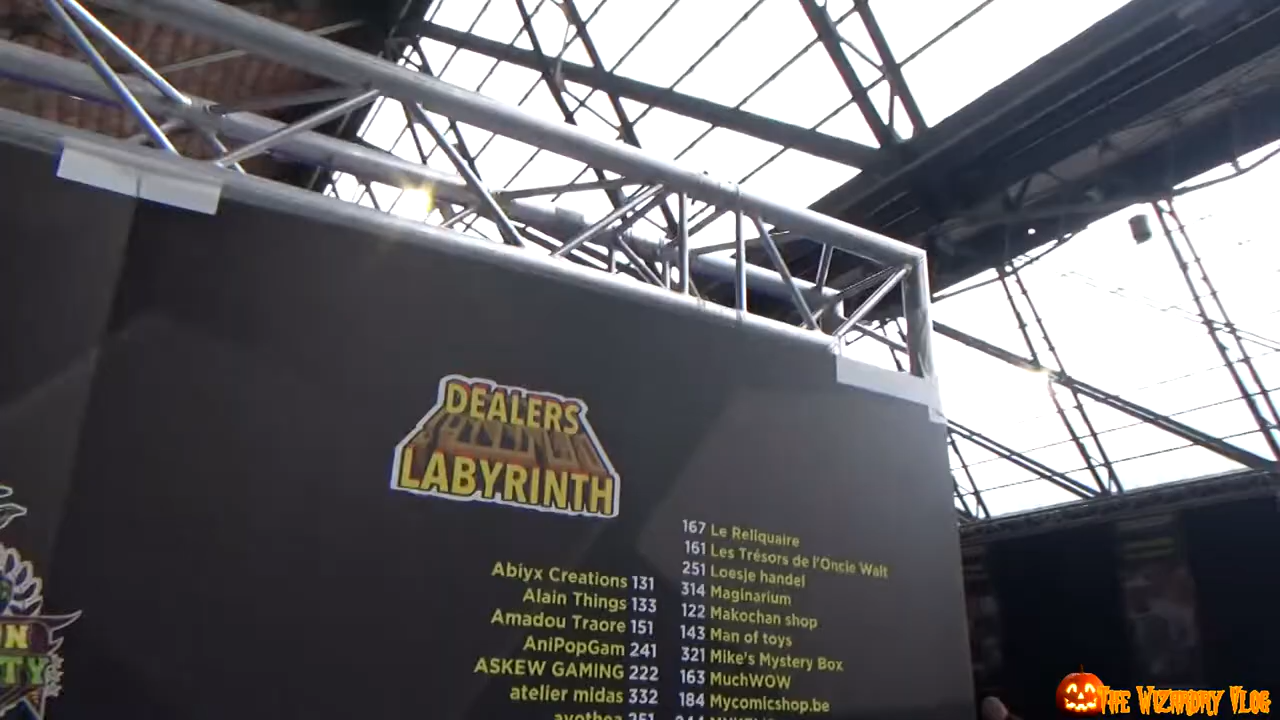 DEALERS
LABYRINTH
Abiyx Creations 131
Alain Things 133
Amadou Traore 151
AniPopGam 241
ASKEW GAMING 222
atelier midas 332
167 Le Reliquaire
161 Les Trésors de l'Oncle Walt
251 Loesje handel
314 Maginarium
122 Makochan shop
143 Man of toys
321 Mike's Mystery Box
163 MuchWOW
184 Mycomicshop.be
THE WIZARDRY VLOG